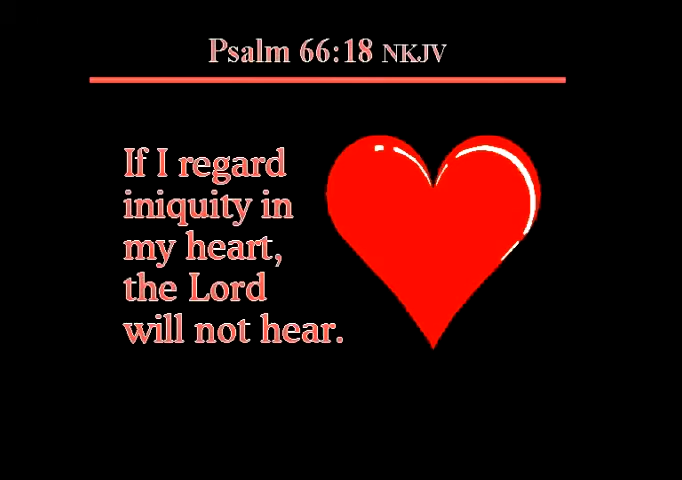 Psalm 66:18 NKJV
If I regard
iniquity in
my heart,
the Lord
will not hear.